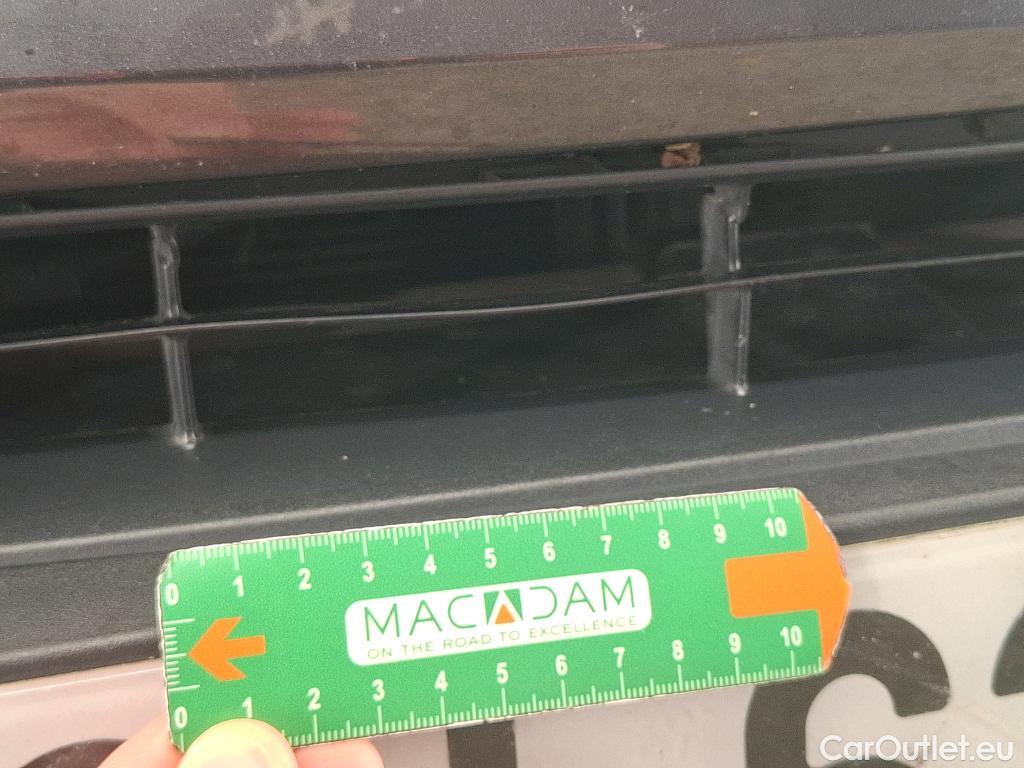 0 1 2 3 4 5 6 7 8 9 10
MACADAM
ON THE ROAD TO EXCELLENCE
0 1 2 3 4 5 6 7 8 9 10
CarOutlet.eu